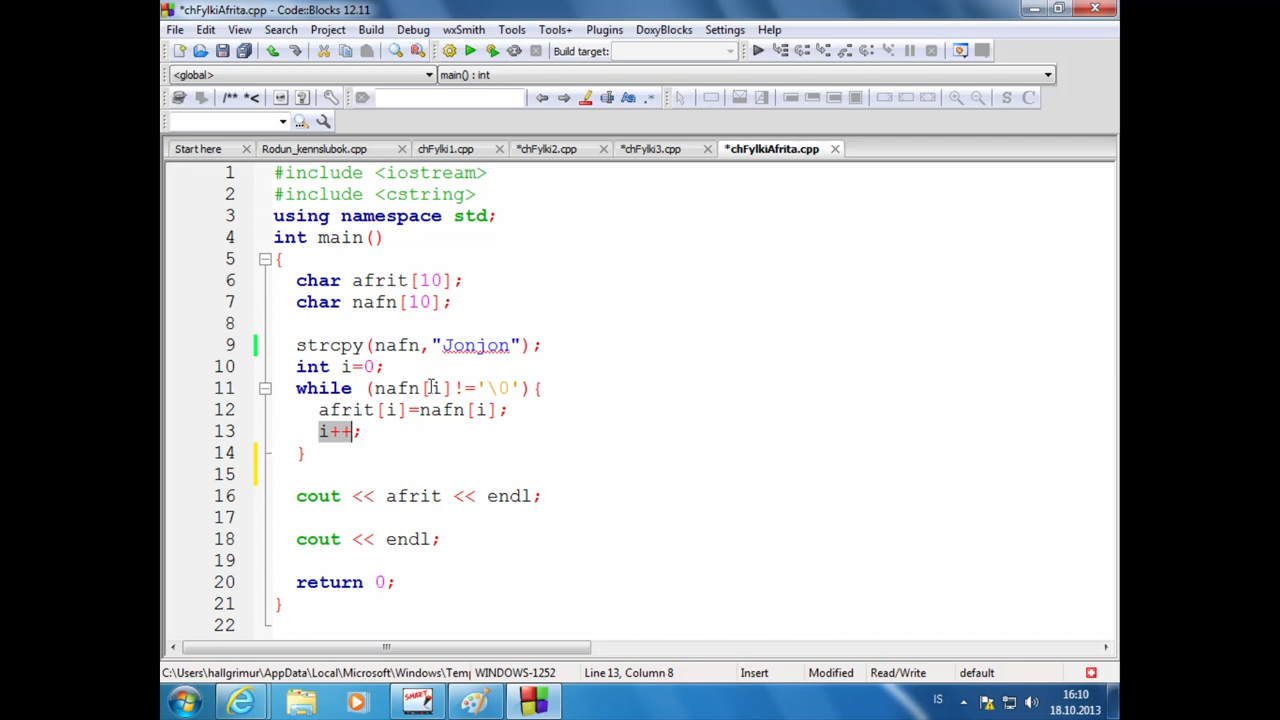 *chFylkiAfrita.cpp - Code::Blocks 12.11
File Edit View Search Project Build Debug wxSmith Tools Tools+ Plugins DoxyBlocks Settings Help
Build target:
<global> main() : int
/** *< ? Aa .* S C
Start here Rodun_kennslubok.cpp chFylki1.cpp *chFylki2.cpp *chFylki3.cpp *chFylkiAfrita.cpp
1 #include <iostream>
2 #include <cstring>
3 using namespace std;
4 int main()
5 {
6 char afrit[10];
7 char nafn[10];
8
9 strcpy(nafn,"Jonjon");
10 int i=0;
11 while (nafn[i]!='\0'){
12 afrit[i]=nafn[i];
13 i++;
14 }
15
16 cout << afrit << endl;
17
18 cout << endl;
19
20 return 0;
21 }
22
C:\Users\hallgrimur\AppData\Local\Microsoft\Windows\Temp WINDOWS-1252 Line 13, Column 8 Insert Modified Read/Write default
SMART IS 16:10
18.10.2013